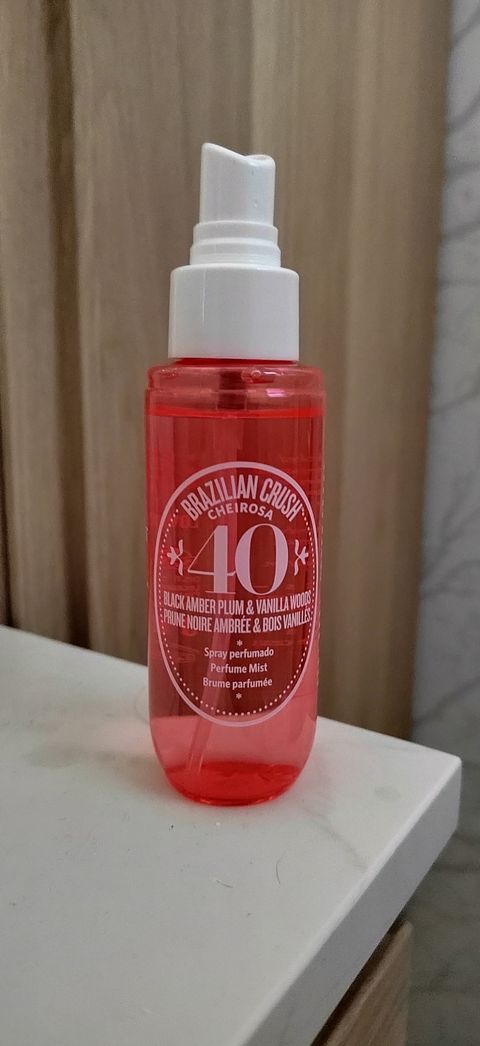 BRAZILIAN CRUSH
CHEIROSA
40
BLACK AMBER PLUM & VANILLA WOODS
PRUNE NOIRE AMBRÉE & BOIS VANILLÉS
*
Spray perfumado
Perfume Mist
Brume parfumée
*